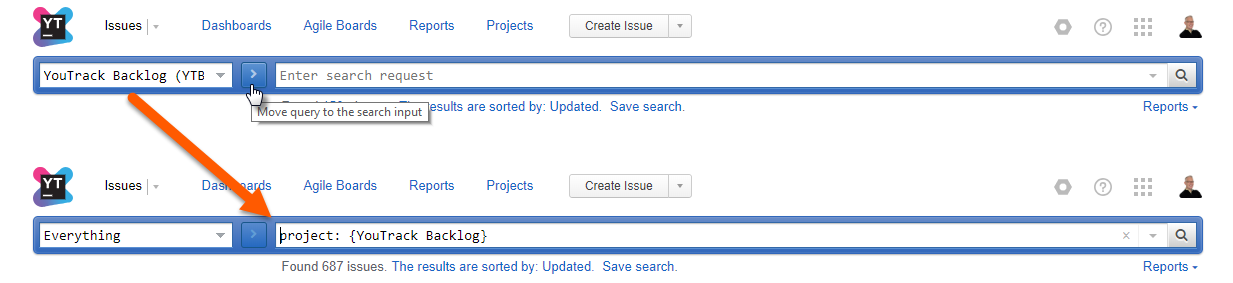 YT Issues Dashboards Agile Boards Reports Projects Create Issue ?
YouTrack Backlog (YTB > Enter search request
The results are sorted by: Updated. Save search. Reports
Move query to the search input
YT Issues Dashboards Agile Boards Reports Projects Create Issue ?
Everything > project: {YouTrack Backlog} ×
Found 687 issues. The results are sorted by: Updated. Save search. Reports